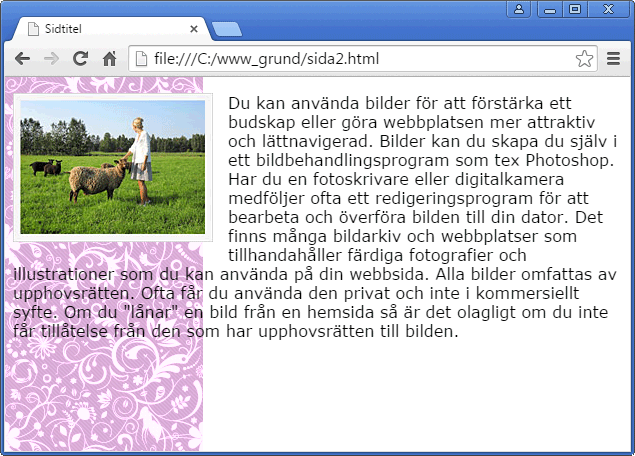 Sidtitel
file:///C:/www_grund/sida2.html
Du kan använda bilder för att förstärka ett
budskap eller göra webbplatsen mer attraktiv
och lättnavigerad. Bilder kan du skapa du själv i
ett bildbehandlingsprogram som tex Photoshop.
Har du en fotoskrivare eller digitalkamera
medföljer ofta ett redigeringsprogram för att
bearbeta och överföra bilden till din dator. Det
finns många bildarkiv och webbplatser som
tillhandahåller färdiga fotografier och
illustrationer som du kan använda på din webbsida. Alla bilder omfattas av
upphovsrätten. Ofta får du använda den privat och inte i kommersiellt
syfte. Om du "lånar" en bild från en hemsida så är det olagligt om du inte
får tillåtelse från den som har upphovsrätten till bilden.